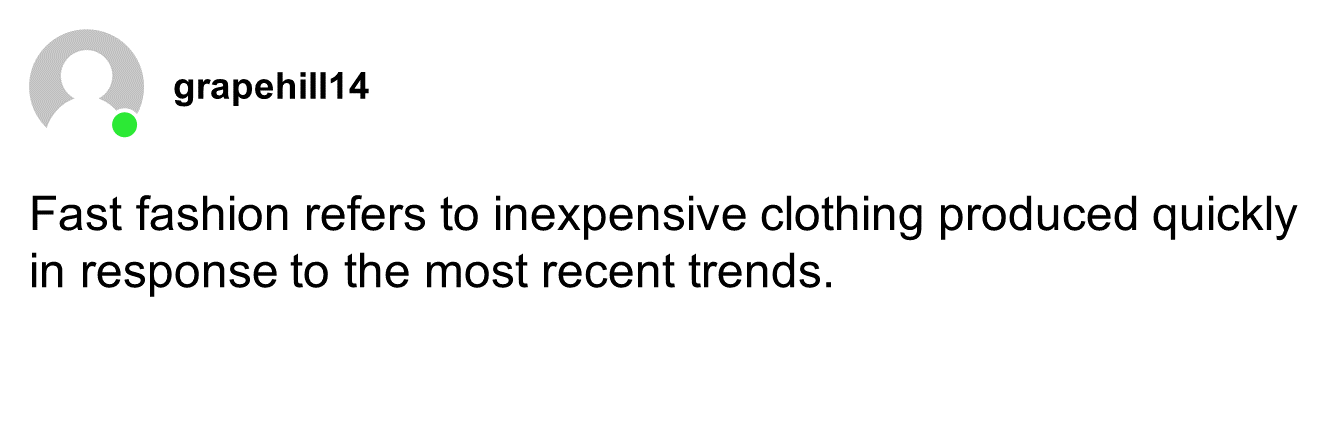 grapehill14
Fast fashion refers to inexpensive clothing produced quickly
in response to the most recent trends.